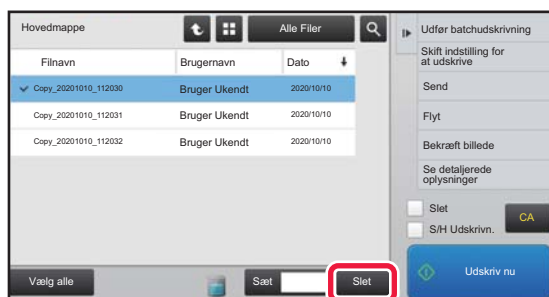 Hovedmappe
Alle Filer
Filnavn Brugernavn Dato
Copy_20201010_112030 Bruger Ukendt 2020/10/10
Copy_20201010_112031 Bruger Ukendt 2020/10/10
Copy_20201010_112032 Bruger Ukendt 2020/10/10
Vælg alle
Sæt
Slet
Udfør batchudskrivning
Skift indstilling for
at udskrive
Send
Flyt
Bekræft billede
Se detaljerede
oplysninger
Slet
S/H Udskrivn.
CA
Udskriv nu